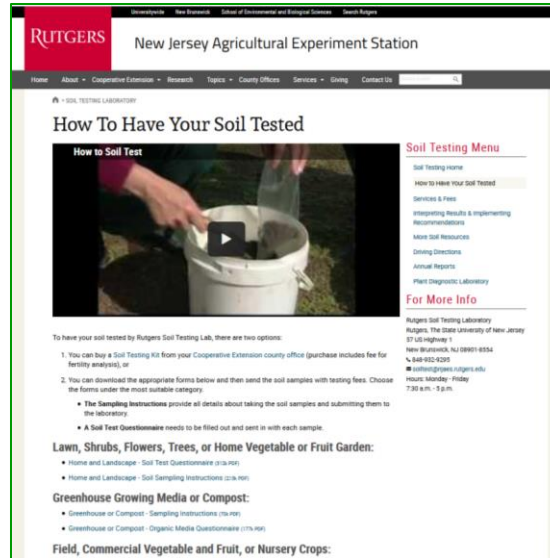 Universitywide New Brunswick School of Environmental and Biological Sciences Search Rutgers
RUTGERS
New Jersey Agricultural Experiment Station
Home About Cooperative Extension Research Topics County Offices Services Giving Contact Us
SOIL TESTING LABORATORY
How To Have Your Soil Tested
How to Soil Test
To have your soil tested by Rutgers Soil Testing Lab, there are two options:
1. You can buy a Soil Testing Kit from your Cooperative Extension county office (purchase includes fee for
fertility analysis), or
2. You can download the appropriate forms below and then send the soil samples with testing fees. Choose
the forms under the most suitable category.
• The Sampling Instructions provide all details about taking the soil samples and submitting them to
the laboratory.
• A Soil Test Questionnaire needs to be filled out and sent in with each sample.
Lawn, Shrubs, Flowers, Trees, or Home Vegetable or Fruit Garden:
• Home and Landscape - Soil Test Questionnaire
• Home and Landscape - Soil Sampling Instructions
Greenhouse Growing Media or Compost:
• Greenhouse or Compost - Sampling Instructions
• Greenhouse or Compost - Organic Media Questionnaire
Field, Commercial Vegetable and Fruit, or Nursery Crops:
Soil Testing Menu
Soil Testing Home
How to Have Your Soil Tested
Services & Fees
Interpreting Results & Implementing
Recommendations
More Soil Resources
Driving Directions
Annual Reports
Plant Diagnostic Laboratory
For More Info
Rutgers Soil Testing Laboratory
Rutgers, The State University of New Jersey
57 US Highway 1
New Brunswick, NJ 08901-8554
848-932-9295
soiltest@njaes.rutgers.edu
Hours: Monday - Friday
7:30 a.m. - 5 p.m.